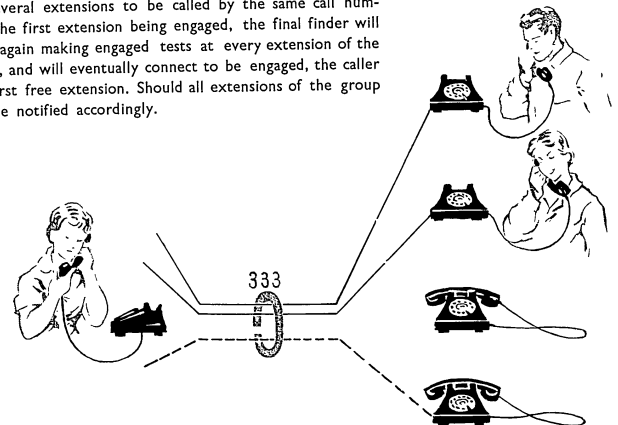 everal extensions to be called by the same call num-
he first extension being engaged, the final finder will
again making engaged tests at every extension of the
, and will eventually connect to be engaged, the caller
rst free extension. Should all extensions of the group
e notified accordingly.
333